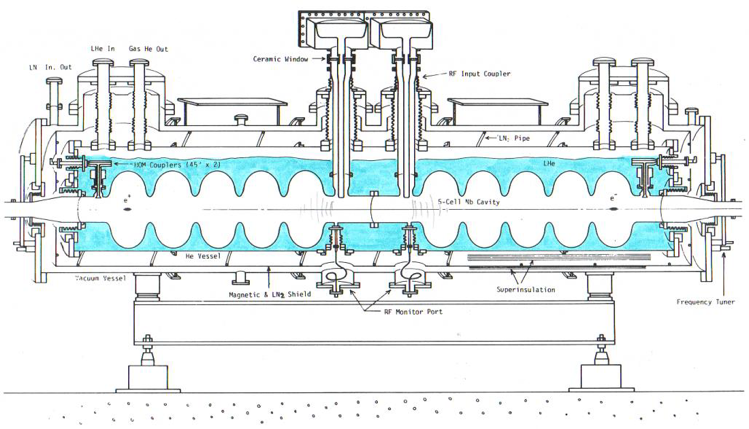 LHe In
Gas He Out
Ceramic Window
LN In. Out
RF Input Coupler
LN₂ Pipe
HOM-Couplers (45° x 2)
LHe
e⁺
5-Cell Nb Cavity
e⁻
He Vessel
Vacuum Vessel
Magnetic & LN₂ Shield
Superinsulation
RF Monitor Port
Frequency Tuner